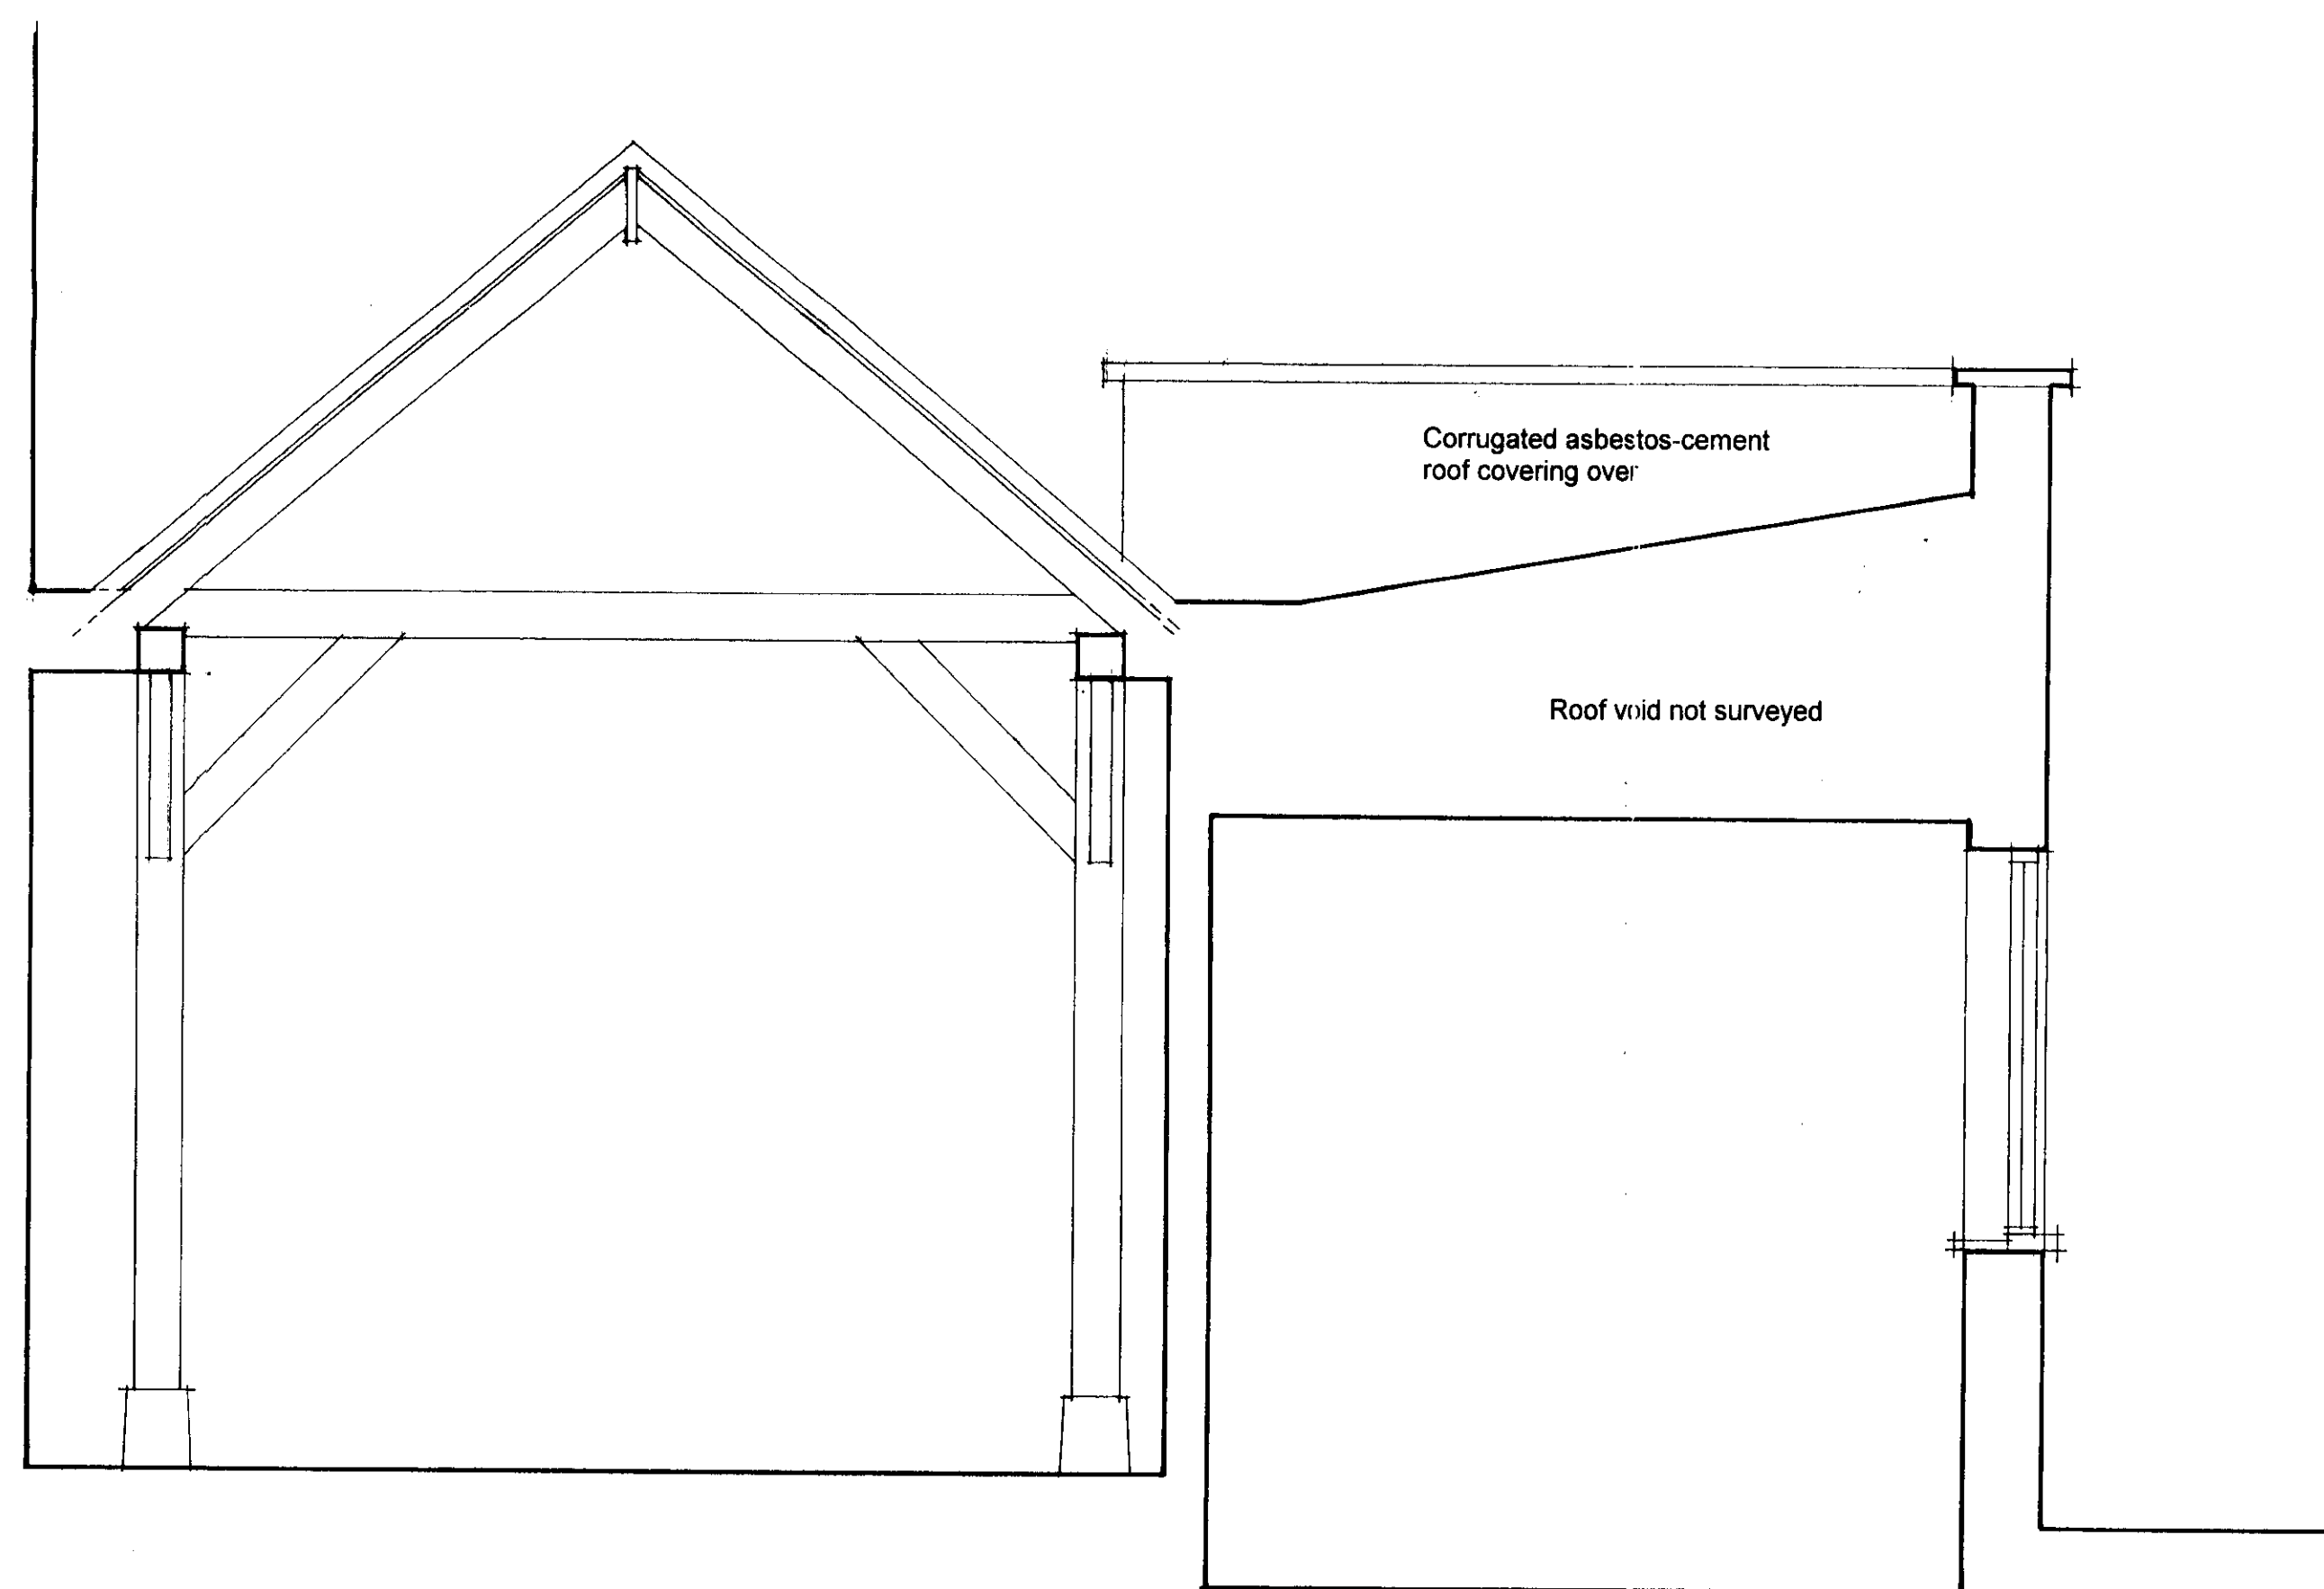 Corrugated asbestos-cement
roof covering over
Roof void not surveyed